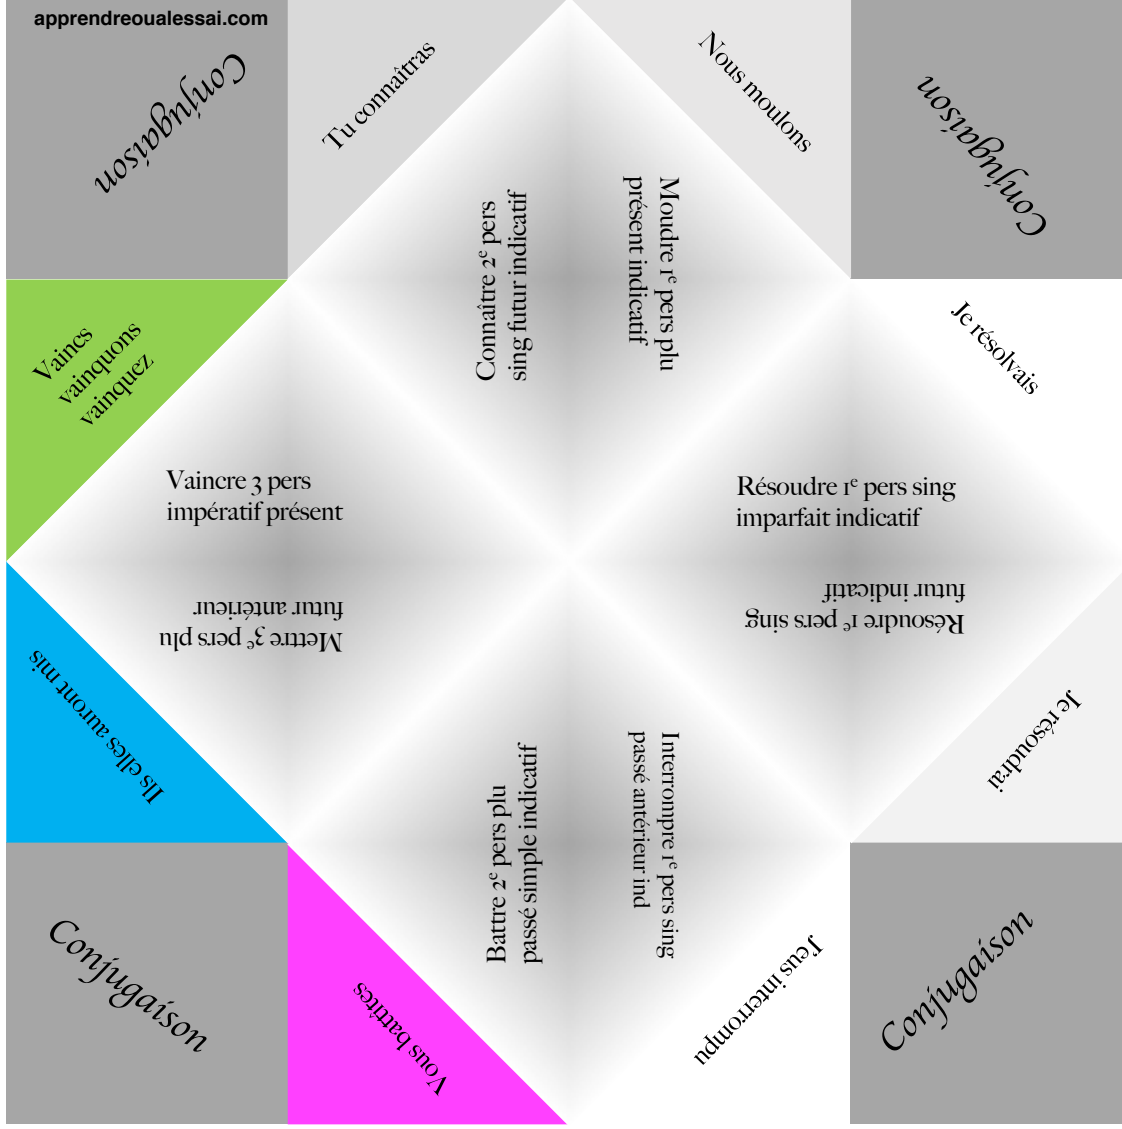 apprendreoualessai.com
Conjugaison
Tu connaîtras
Nous moulons
Conjugaison
Connaître 2e pers
sing futur indicatif
Moudre 1e pers plu
présent indicatif
Vaincs
vainquons
vainquez
Je résolvais
Vaincre 3 pers
impératif présent
Résoudre 1e pers sing
imparfait indicatif
Mettre 3e pers plu
futur antérieur
Résoudre 1e pers sing
futur indicatif
Ils elles auront mis
Je résoudrai
Battre 2e pers plu
passé simple indicatif
Interrompre 1e pers sing
passé antérieur ind
Conjugaison
Vous battîtes
J'eus interrompu
Conjugaison